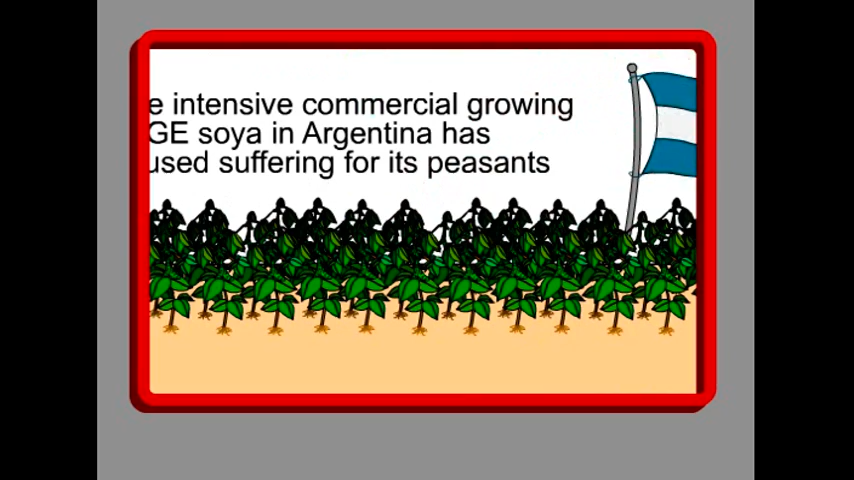 e intensive commercial growing
GE soya in Argentina has
used suffering for its peasants